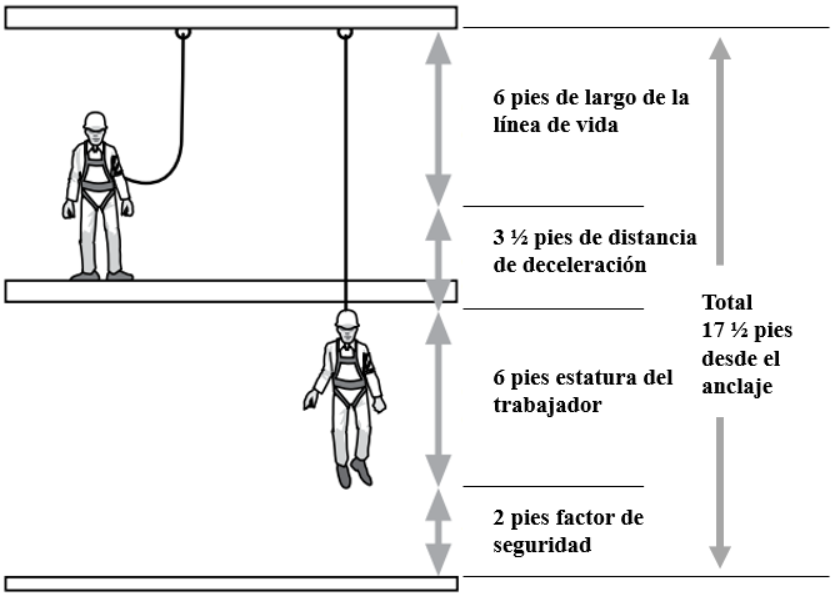 6 pies de largo de la
línea de vida
3 ½ pies de distancia
de deceleración
Total
17 ½ pies
desde el
anclaje
6 pies estatura del
trabajador
2 pies factor de
seguridad